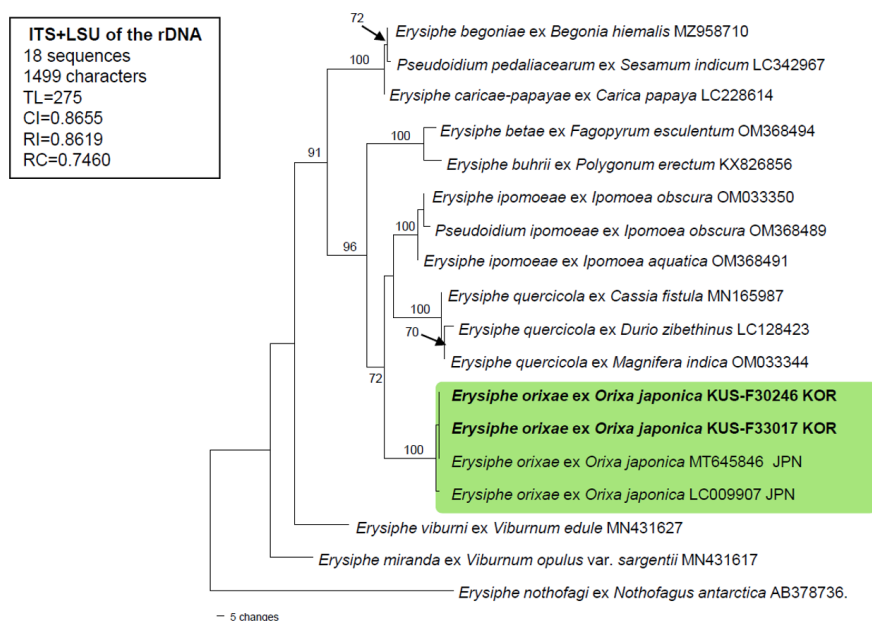 ITS+LSU of the rDNA
18 sequences
1499 characters
TL=275
CI=0.8655
RI=0.8619
RC=0.7460
72
Erysiphe begoniae ex Begonia hiemalis MZ958710
100
Pseudoidium pedaliacearum ex Sesamum indicum LC342967
Erysiphe caricae-papayae ex Carica papaya LC228614
91
100
Erysiphe betae ex Fagopyrum esculentum OM368494
Erysiphe buhrii ex Polygonum erectum KX826856
96
Erysiphe ipomoeae ex Ipomoea obscura OM033350
100
Pseudoidium ipomoeae ex Ipomoea obscura OM368489
Erysiphe ipomoeae ex Ipomoea aquatica OM368491
Erysiphe quercicola ex Cassia fistula MN165987
100
70
Erysiphe quercicola ex Durio zibethinus LC128423
Erysiphe quercicola ex Magnifera indica OM033344
72
Erysiphe orixae ex Orixa japonica KUS-F30246 KOR
Erysiphe orixae ex Orixa japonica KUS-F33017 KOR
100
Erysiphe orixae ex Orixa japonica MT645846 JPN
Erysiphe orixae ex Orixa japonica LC009907 JPN
Erysiphe viburni ex Viburnum edule MN431627
Erysiphe miranda ex Viburnum opulus var. sargentii MN431617
Erysiphe nothofagi ex Nothofagus antarctica AB378736.
5 changes